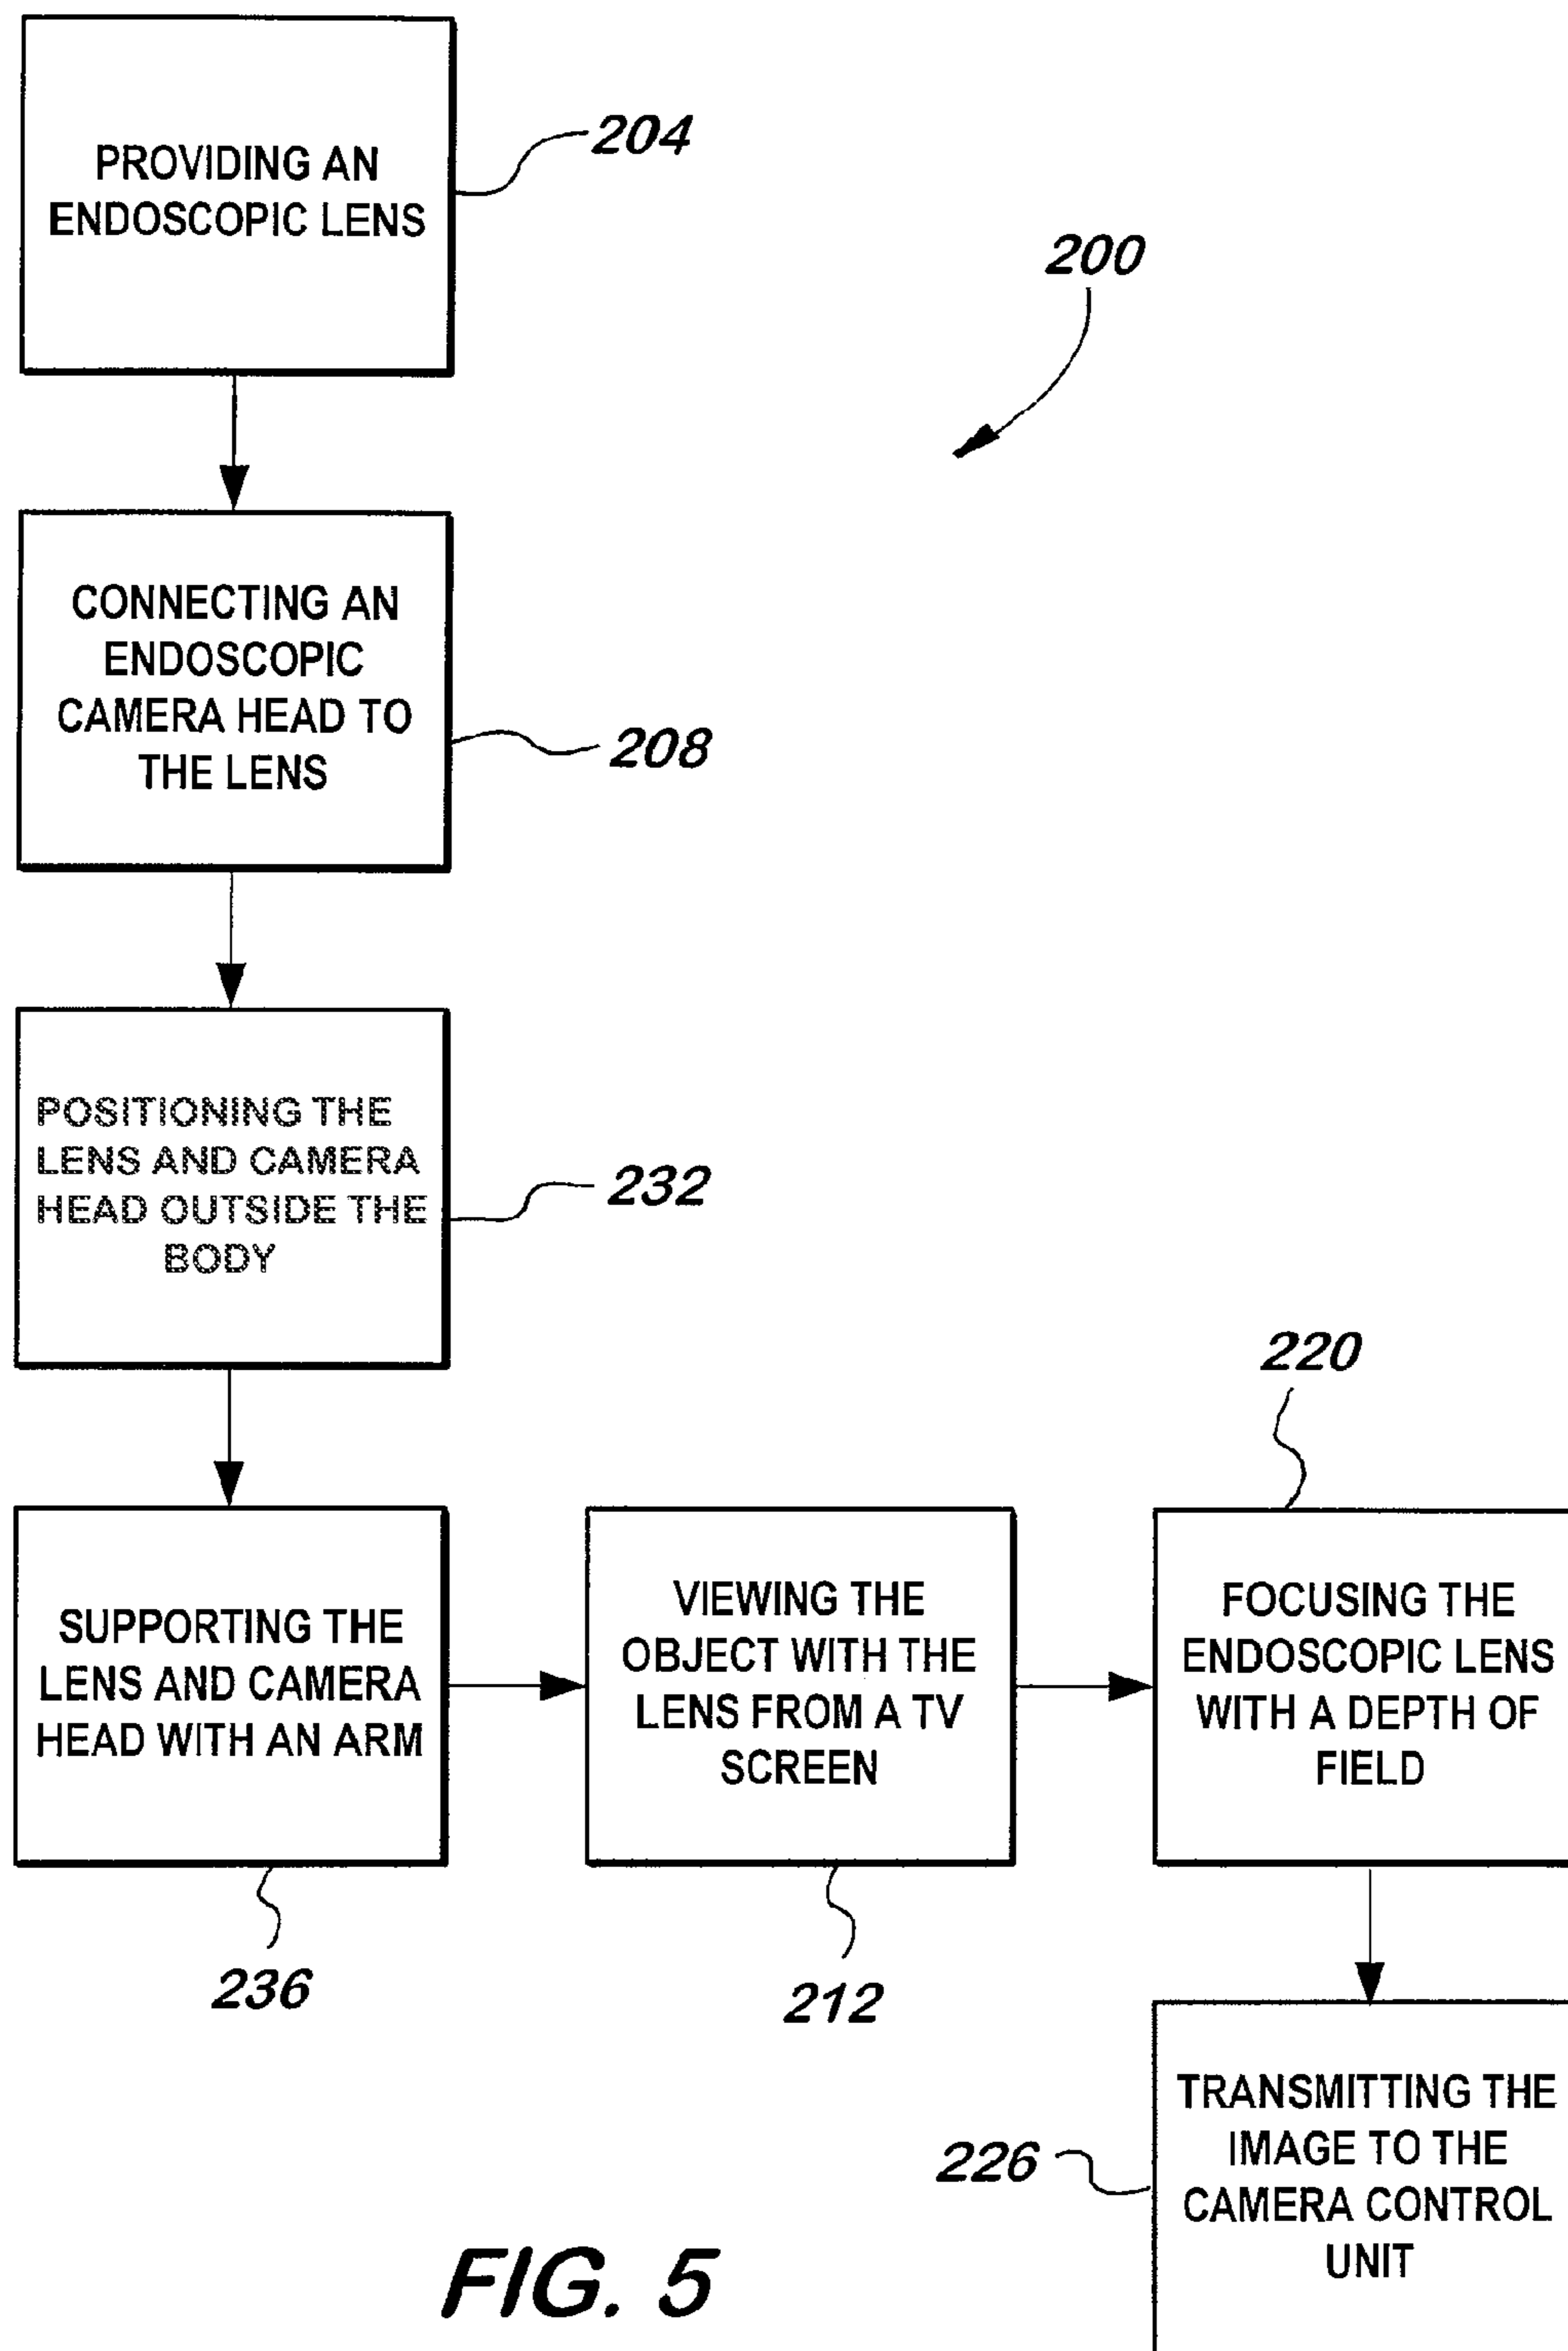 PROVIDING AN
ENDOSCOPIC LENS
204
200
CONNECTING AN
ENDOSCOPIC
CAMERA HEAD TO
THE LENS
208
POSITIONING THE
LENS AND CAMERA
HEAD OUTSIDE THE
BODY
232
SUPPORTING THE
LENS AND CAMERA
HEAD WITH AN ARM
236
VIEWING THE
OBJECT WITH THE
LENS FROM A TV
SCREEN
212
220
FOCUSING THE
ENDOSCOPIC LENS
WITH A DEPTH OF
FIELD
TRANSMITTING THE
IMAGE TO THE
CAMERA CONTROL
UNIT
226
FIG. 5